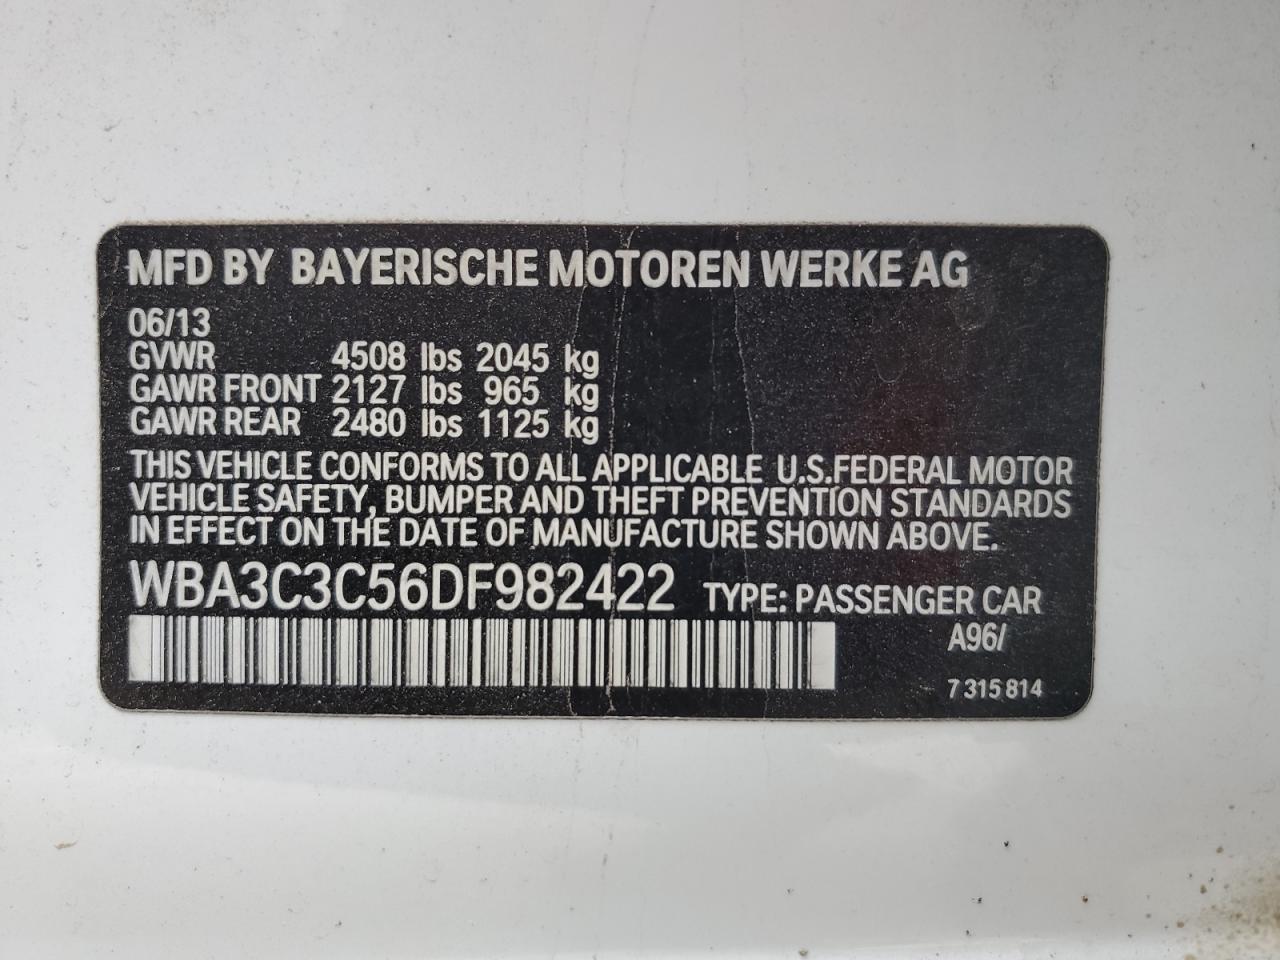 MFD BY BAYERISCHE MOTOREN WERKE AG
06/13
GVWR 4508 lbs 2045 kg
GAWR FRONT 2127 lbs 965 kg
GAWR REAR 2480 lbs 1125 kg
THIS VEHICLE CONFORMS TO ALL APPLICABLE U.S.FEDERAL MOTOR
VEHICLE SAFETY, BUMPER AND THEFT PREVENTION STANDARDS
IN EFFECT ON THE DATE OF MANUFACTURE SHOWN ABOVE.
WBA3C3C56DF982422 TYPE: PASSENGER CAR
A96/
7 315 814